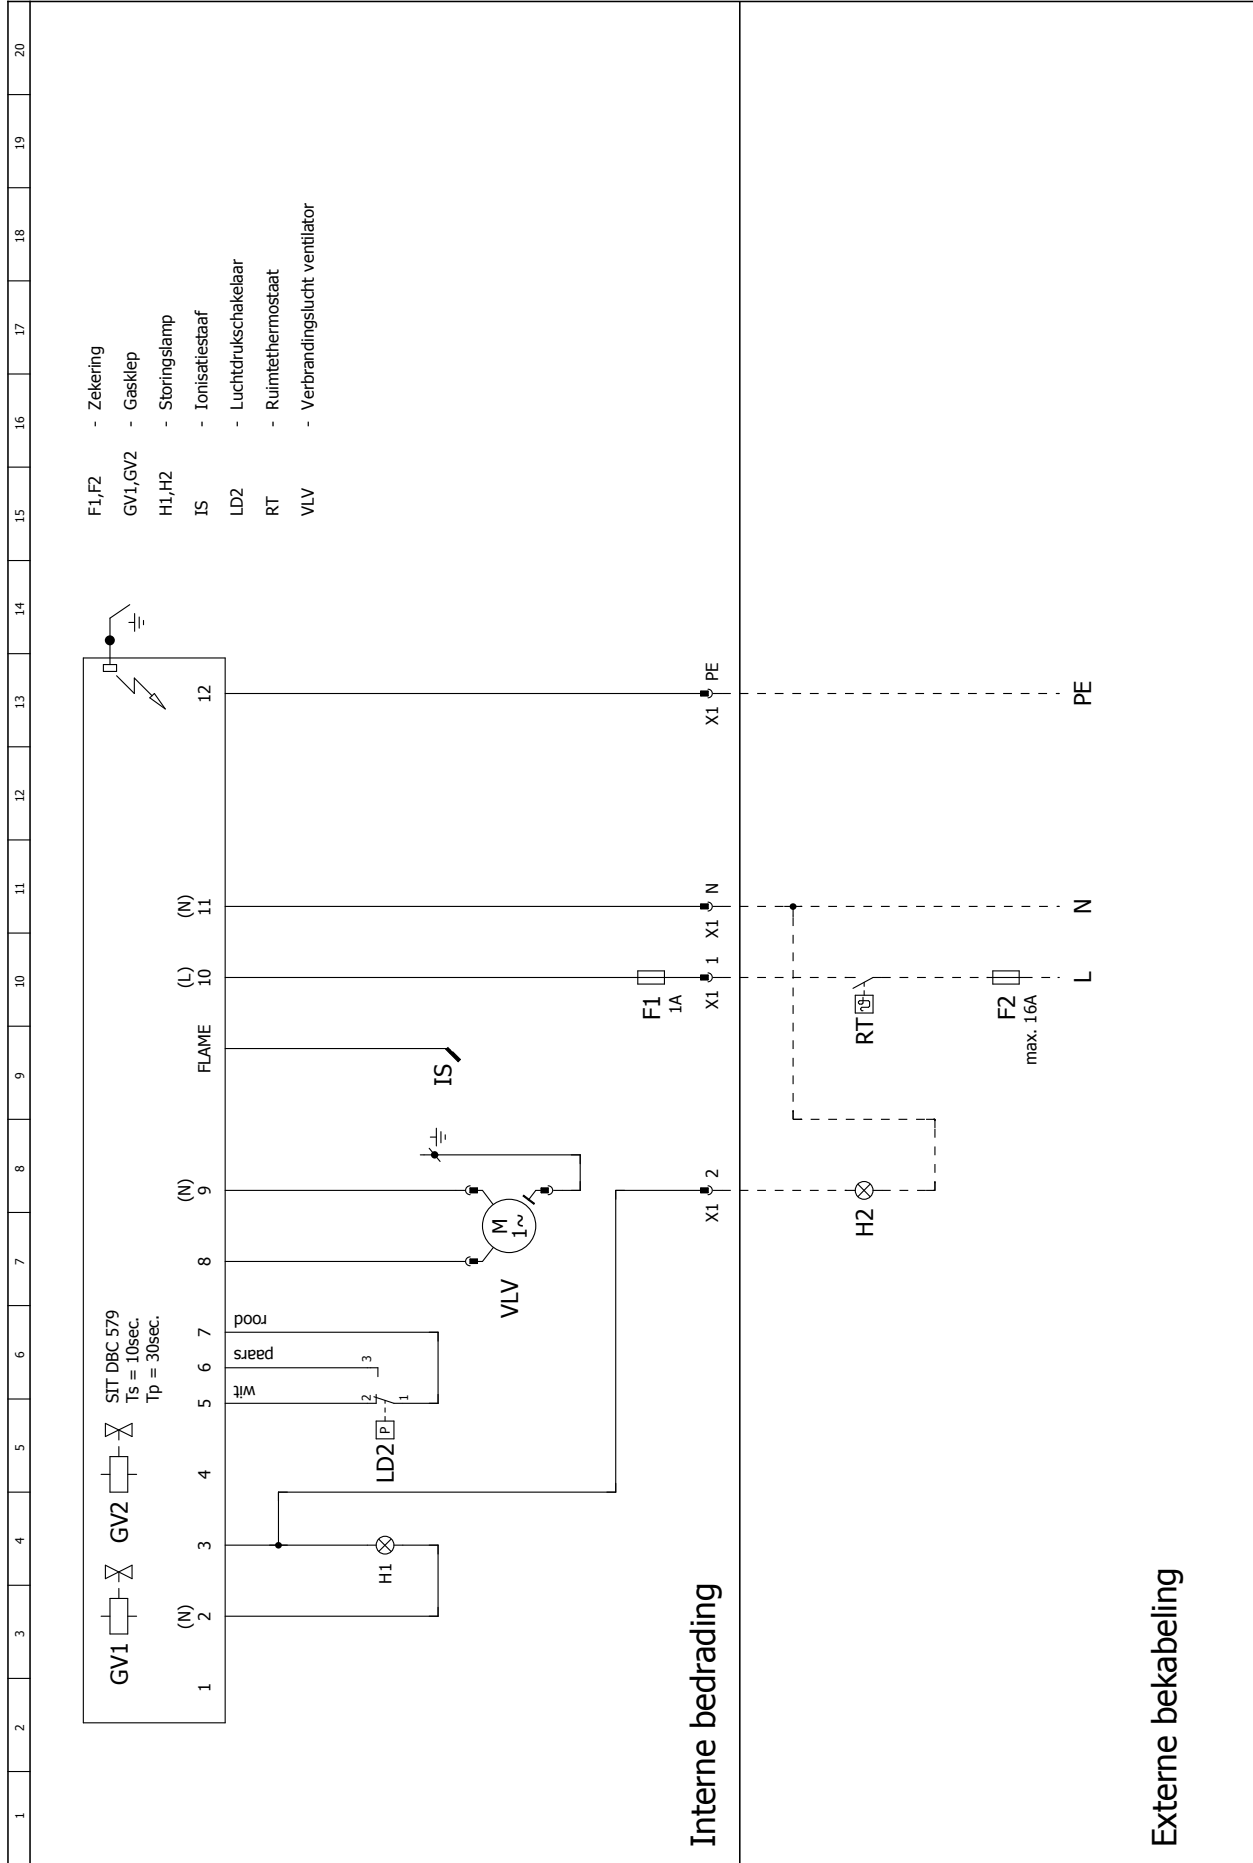 1 2 3 4 5 6 7 8 9 10 11 12 13 14 15 16 17 18 19 20
F1,F2 - Zekering
GV1,GV2 - Gasklep
H1,H2 - Storingslamp
IS - Ionisatiestaaf
LD2 - Luchtdrukschakelaar
RT - Ruimtethermostaat
VLV - Verbrandingslucht ventilator
GV1 GV2
SIT DBC 579
Ts = 10sec.
Tp = 30sec.
(N) (N) (L) (N)
1 2 3 4 5 6 7 8 9 FLAME 10 11 12
wit paars rood
2 3
1
H1
LD2 P
M
1~
VLV
IS
F1
1A
X1 2
X1 1
X1 N
X1 PE
Interne bedrading
H2
RT ϑ
F2
max. 16A
L N PE
Externe bekabeling